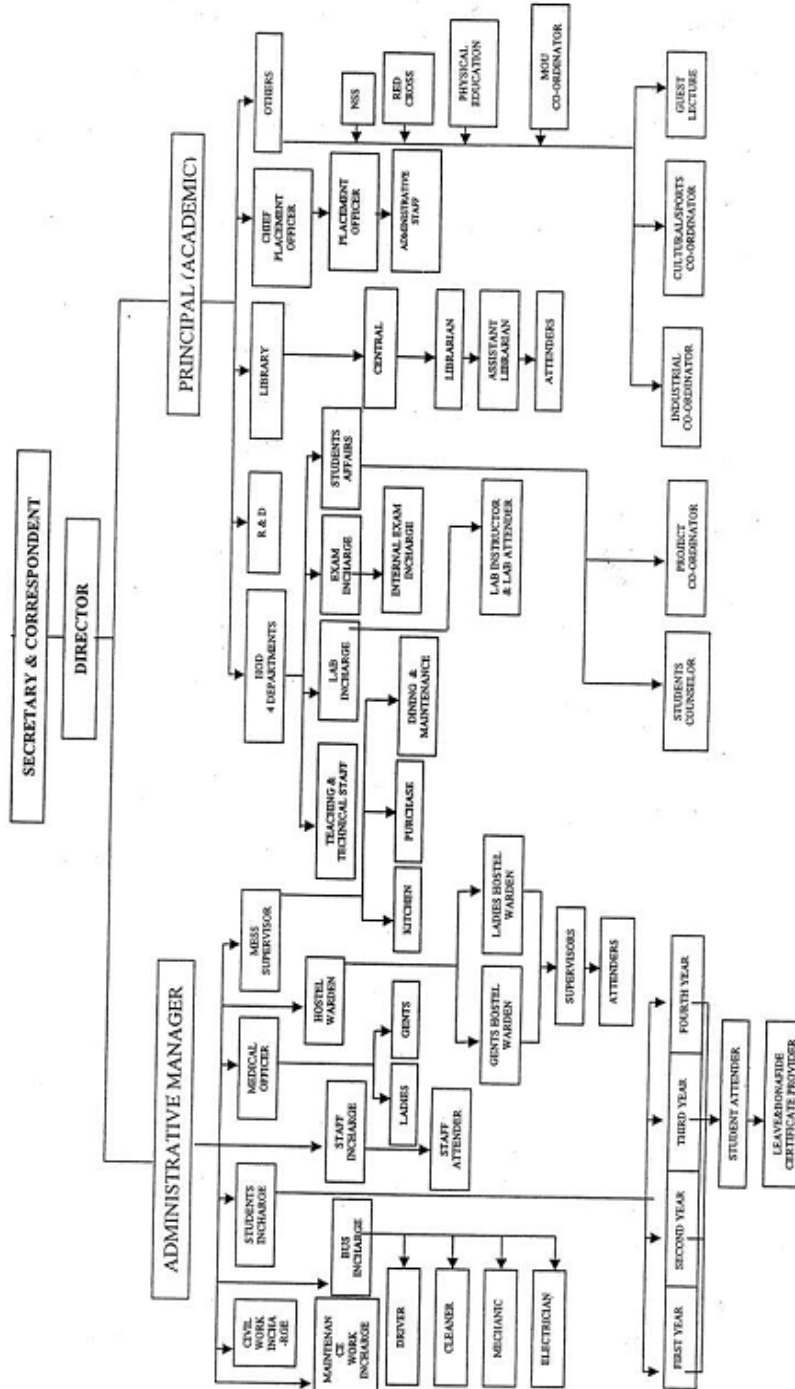 SECRETARY & CORRESPONDENT
DIRECTOR
ADMINISTRATIVE MANAGER
PRINCIPAL (ACADEMIC)
CIVIL
WORK
INCHA
-RGE
STUDENTS
INCHARGE
MEDICAL
OFFICER
MESS
SUPERVISOR
HOD
4 DEPARTMENTS
R & D
LIBRARY
CHIEF
PLACEMENT
OFFICER
OTHERS
MAINTENAN
CE
WORK
INCHARGE
BUS
INCHARGE
STAFF
INCHARGE
HOSTEL
WARDEN
TEACHING &
TECHNICAL STAFF
LAB
INCHARGE
EXAM
INCHARGE
STUDENTS
AFFAIRS
CENTRAL
PLACEMENT
OFFICER
NSS
DRIVER
LADIES
GENTS
KITCHEN
PURCHASE
DINING &
MAINTENANCE
INTERNAL EXAM
INCHARGE
ADMINISTRATIVE
STAFF
RED
CROSS
CLEANER
STAFF
ATTENDER
LIBRARIAN
PHYSICAL
EDUCATION
MECHANIC
GENTS HOSTEL
WARDEN
LADIES HOSTEL
WARDEN
LAB INSTRUCTOR
& LAB ATTENDER
ASSISTANT
LIBRARIAN
ELECTRICIAN
SUPERVISORS
ATTENDERS
MOU
CO-ORDINATOR
ATTENDERS
FIRST YEAR
SECOND YEAR
THIRD YEAR
FOURTH YEAR
STUDENTS
COUNSELOR
PROJECT
CO-ORDINATOR
INDUSTRIAL
CO-ORDINATOR
CULTURAL/SPORTS
CO-ORDINATOR
GUEST
LECTURE
STUDENT ATTENDER
LEAVE&BONAFIDE
CERTIFICATE PROVIDER